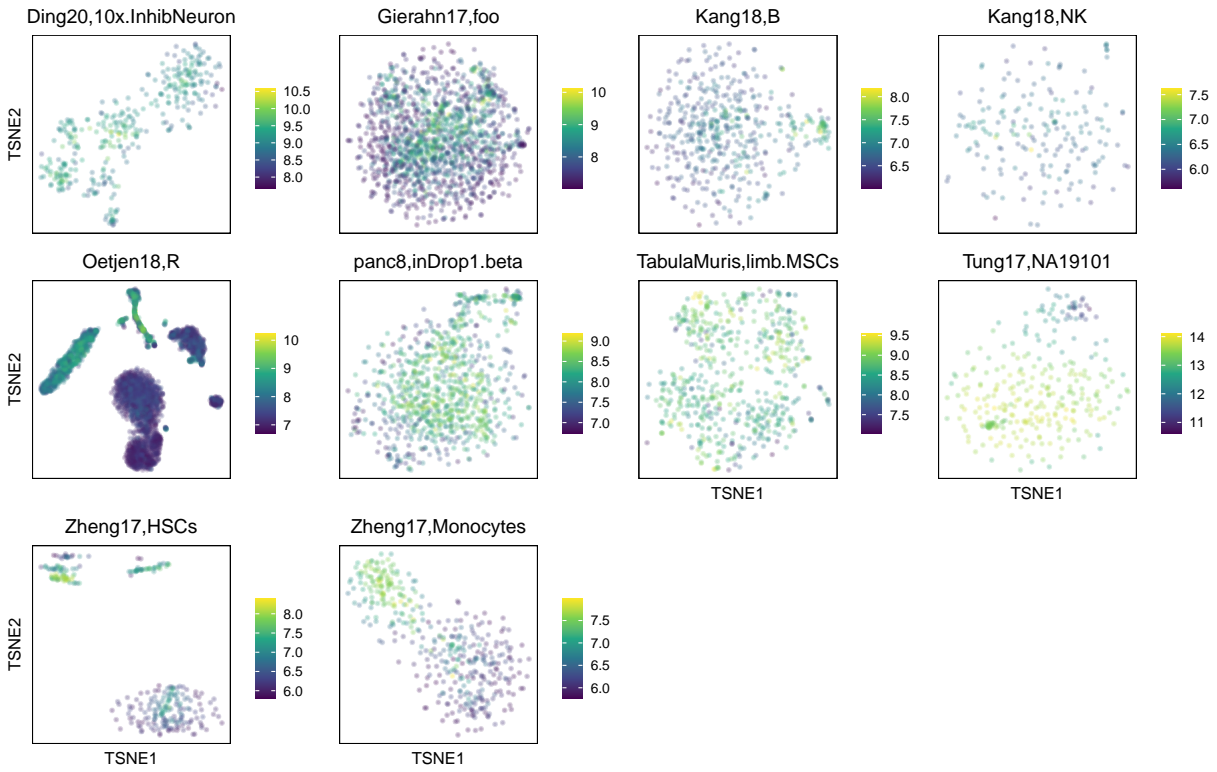 Ding20,10x.InhibNeuron
Gierahn17,foo
Kang18,B
Kang18,NK
TSNE2
10.5
10.0
9.5
9.0
8.5
8.0
10
9
8
8.0
7.5
7.0
6.5
7.5
7.0
6.5
6.0
Oetjen18,R
panc8,inDrop1.beta
TabulaMuris,limb.MSCs
Tung17,NA19101
TSNE2
10
9
8
7
9.0
8.5
8.0
7.5
7.0
9.5
9.0
8.5
8.0
7.5
14
13
12
11
TSNE1
TSNE1
Zheng17,HSCs
Zheng17,Monocytes
TSNE2
8.0
7.5
7.0
6.5
6.0
7.5
7.0
6.5
6.0
TSNE1
TSNE1